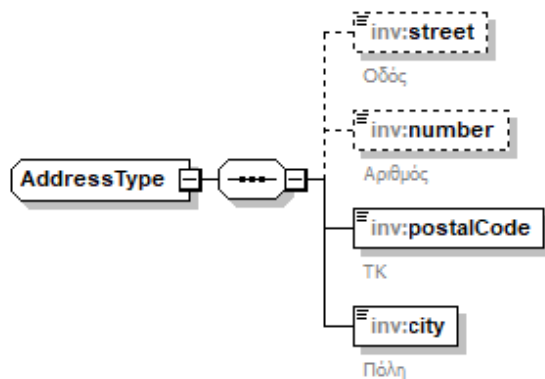 inv:street
Οδός
inv:number
Αριθμός
AddressType
inv:postalCode
ΤΚ
inv:city
Πόλη